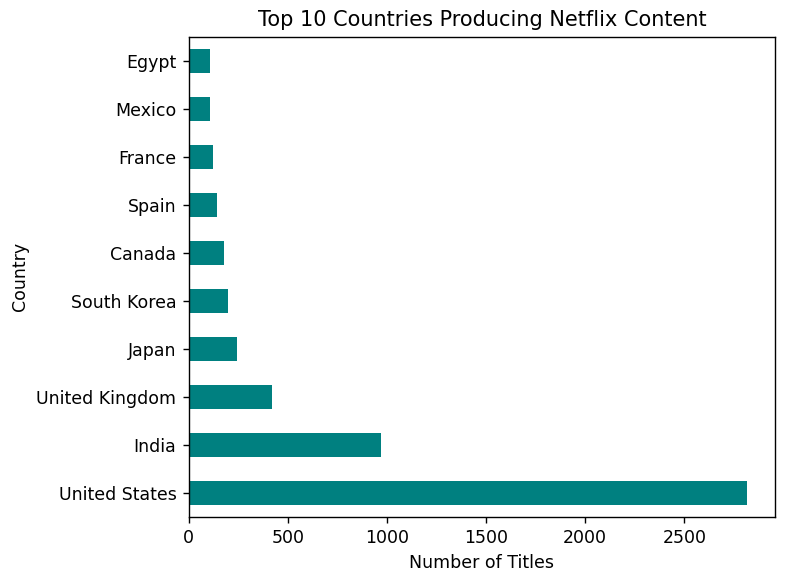 Top 10 Countries Producing Netflix Content
Egypt
Mexico
France
Spain
Canada
South Korea
Japan
United Kingdom
India
United States
Country
0 500 1000 1500 2000 2500
Number of Titles